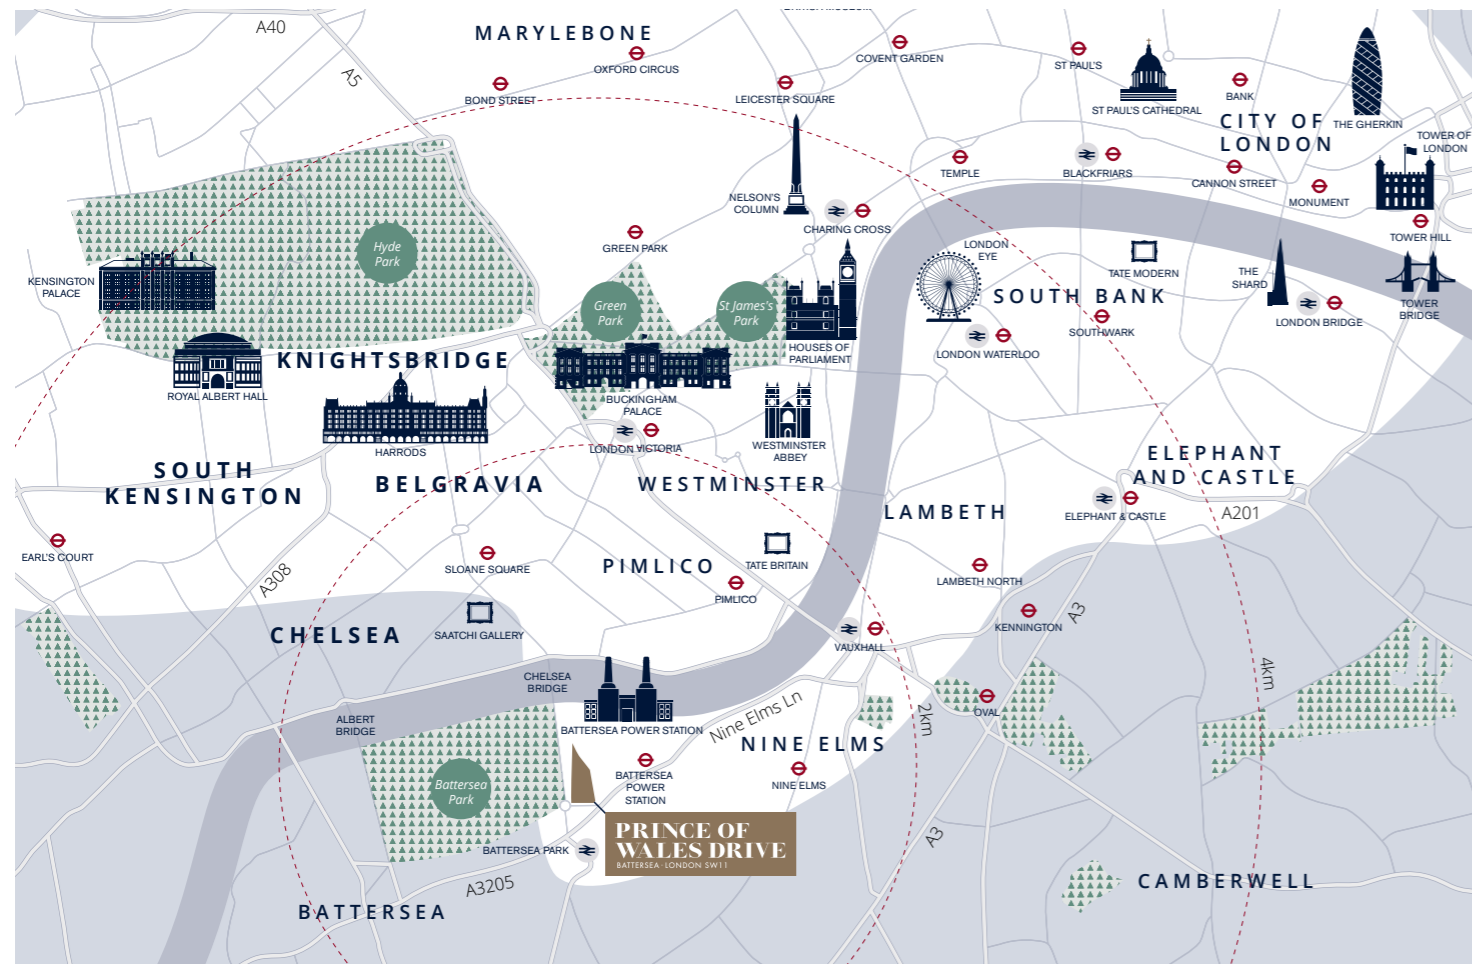 A40
MARYLEBONE
OXFORD CIRCUS
A5
BOND STREET
LEICESTER SQUARE
COVENT GARDEN
ST PAUL'S
ST PAUL'S CATHEDRAL
BANK
CITY OF
LONDON
THE GHERKIN
TOWER OF
LONDON
TEMPLE
BLACKFRIARS
CANNON STREET
MONUMENT
TOWER HILL
NELSON'S
COLUMN
CHARING CROSS
GREEN PARK
Hyde
Park
KENSINGTON
PALACE
Green
Park
St James's
Park
LONDON
EYE
TATE MODERN
THE
SHARD
SOUTH BANK
SOUTHWARK
LONDON BRIDGE
TOWER
BRIDGE
HOUSES OF
PARLIAMENT
LONDON WATERLOO
KNIGHTSBRIDGE
ROYAL ALBERT HALL
BUCKINGHAM
PALACE
HARRODS
LONDON VICTORIA
WESTMINSTER
ABBEY
SOUTH
KENSINGTON
BELGRAVIA
WESTMINSTER
ELEPHANT
AND CASTLE
LAMBETH
ELEPHANT & CASTLE
A201
EARL'S COURT
A308
SLOANE SQUARE
PIMLICO
TATE BRITAIN
PIMLICO
LAMBETH NORTH
KENNINGTON
A3
CHELSEA
SAATCHI GALLERY
VAUXHALL
4km
CHELSEA
BRIDGE
ALBERT
BRIDGE
BATTERSEA POWER STATION
Nine Elms Ln
NINE ELMS
2km
OVAL
Battersea
Park
BATTERSEA
POWER
STATION
NINE ELMS
PRINCE OF
WALES DRIVE
BATTERSEA · LONDON SW11
BATTERSEA PARK
A3205
A3
BATTERSEA
CAMBERWELL